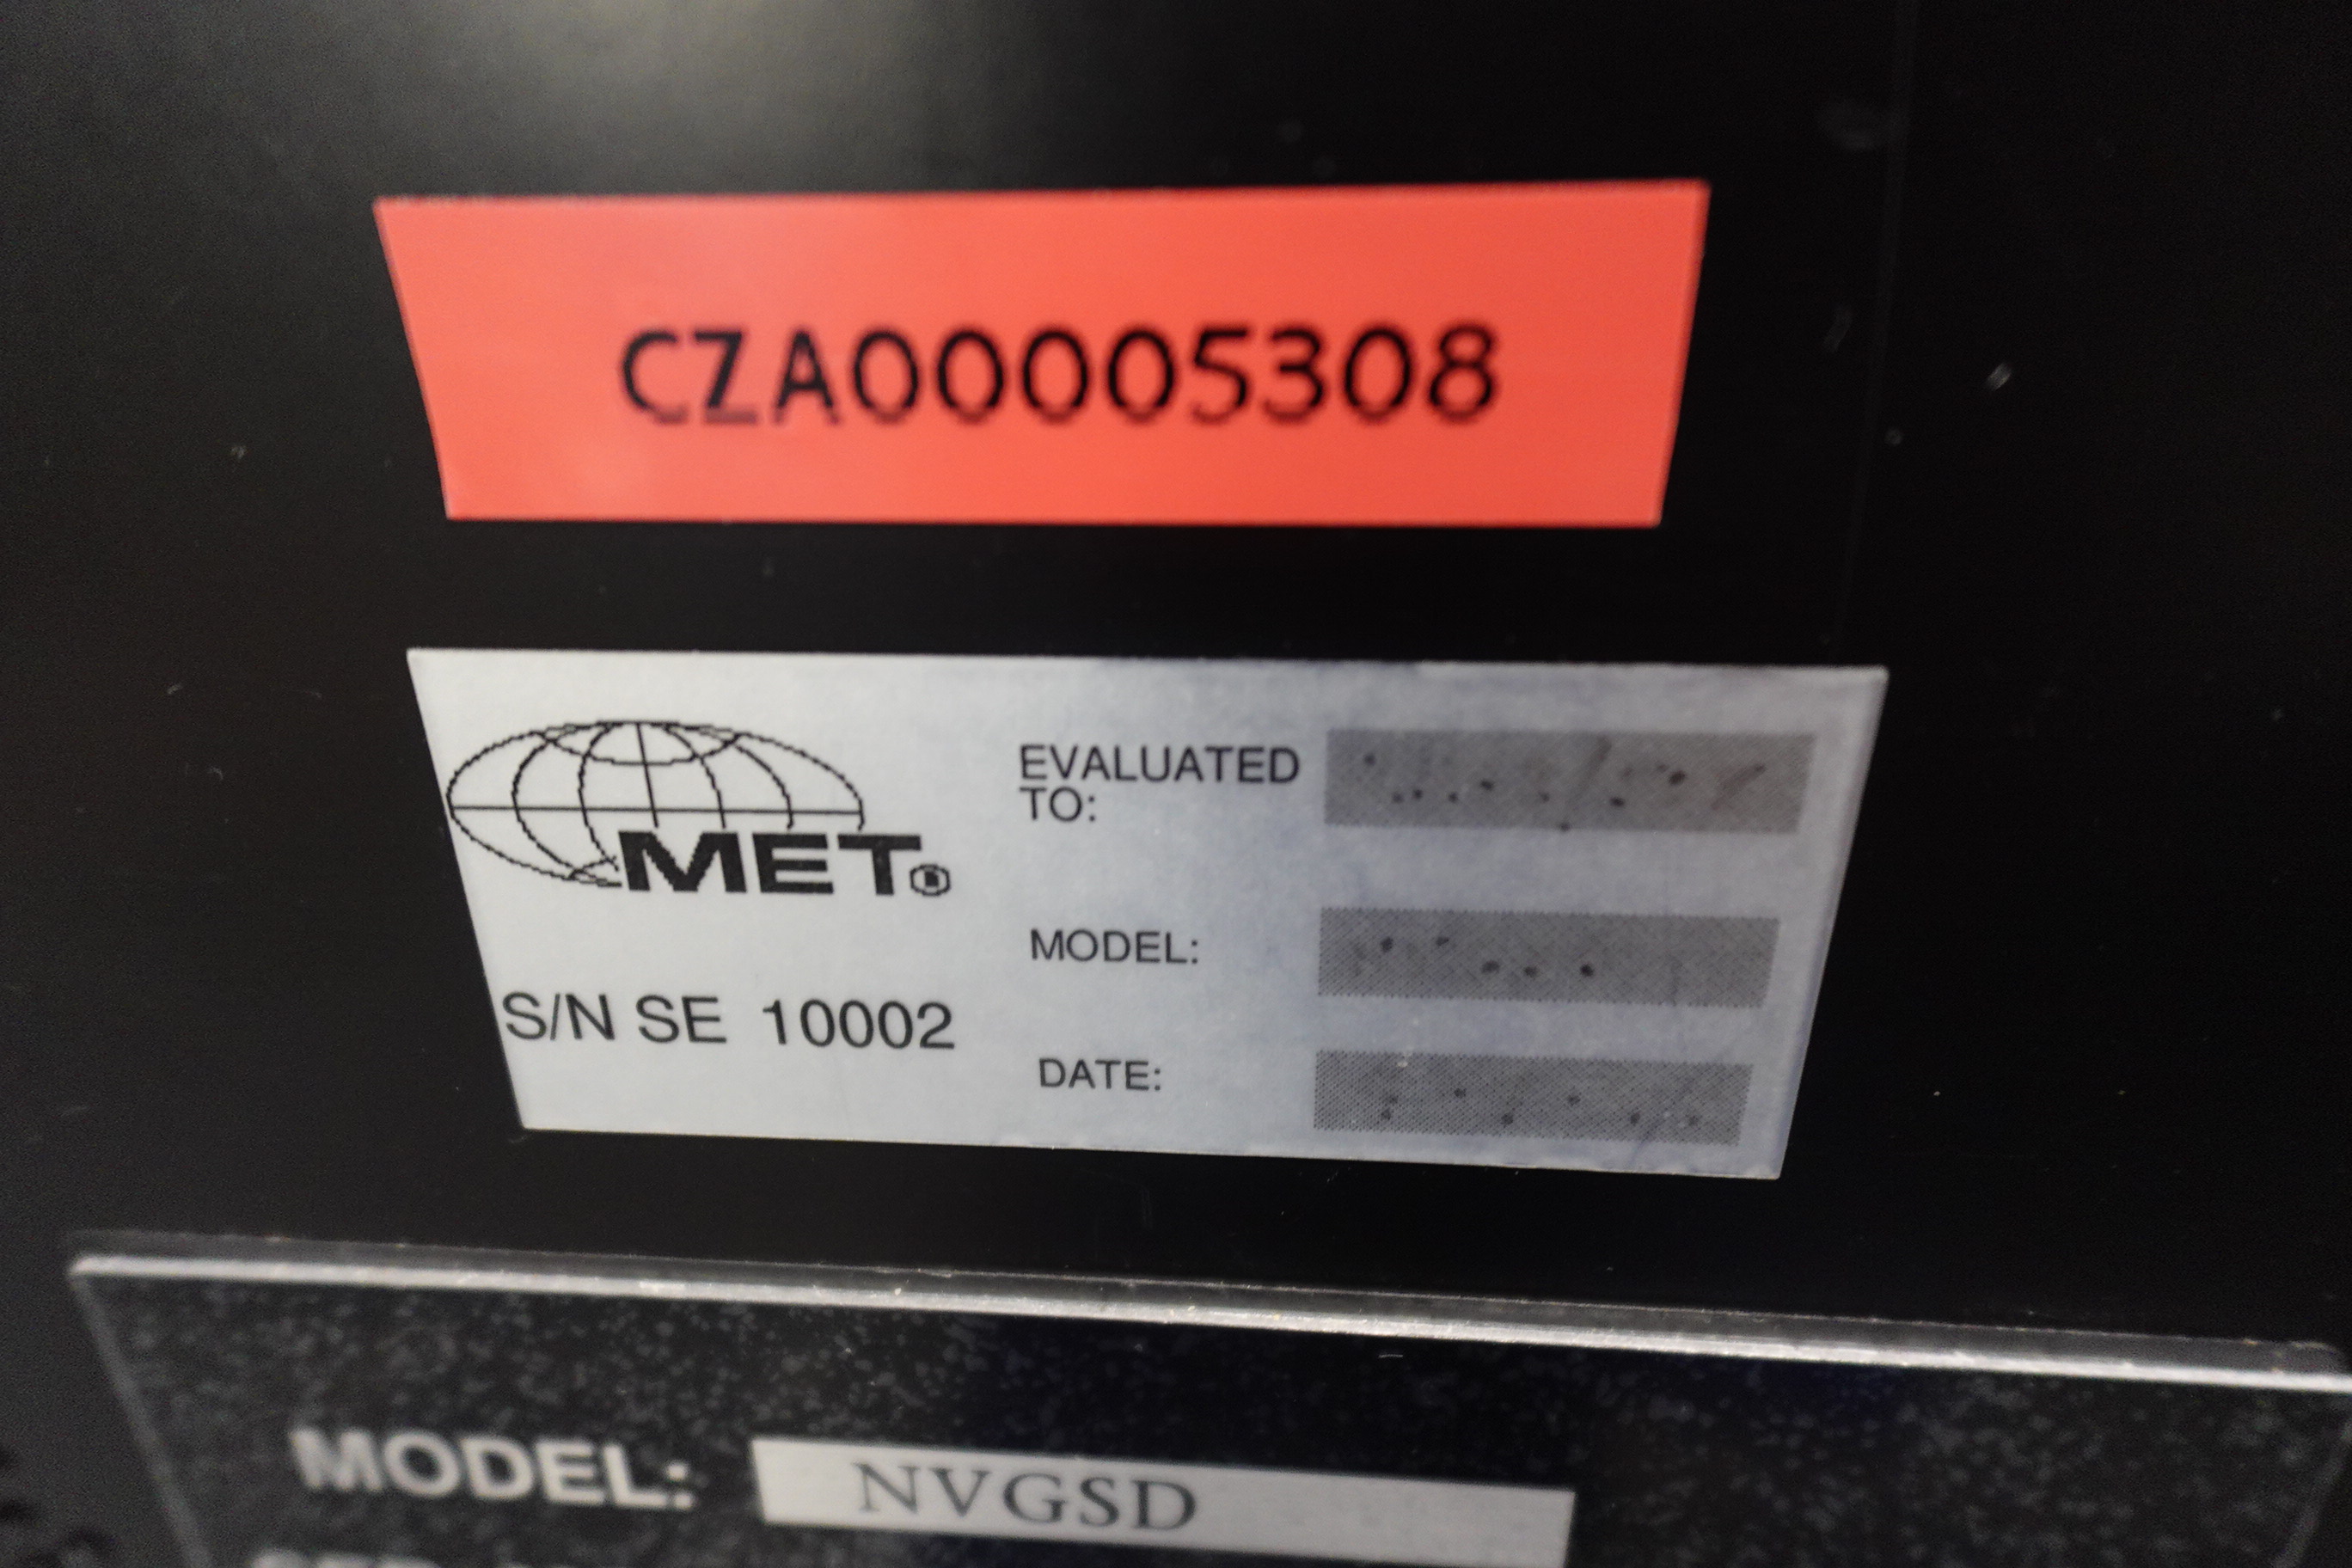 CZA00005308
MET®
EVALUATED
TO:
MODEL:
S/N SE 10002
DATE:
MODEL: NVGSD